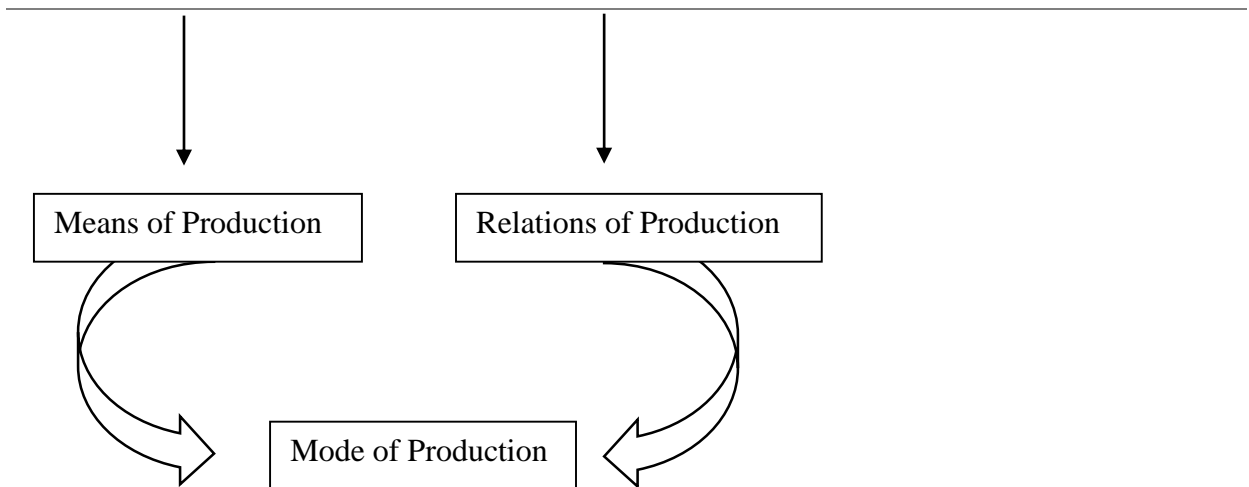 Means of Production
Relations of Production
Mode of Production